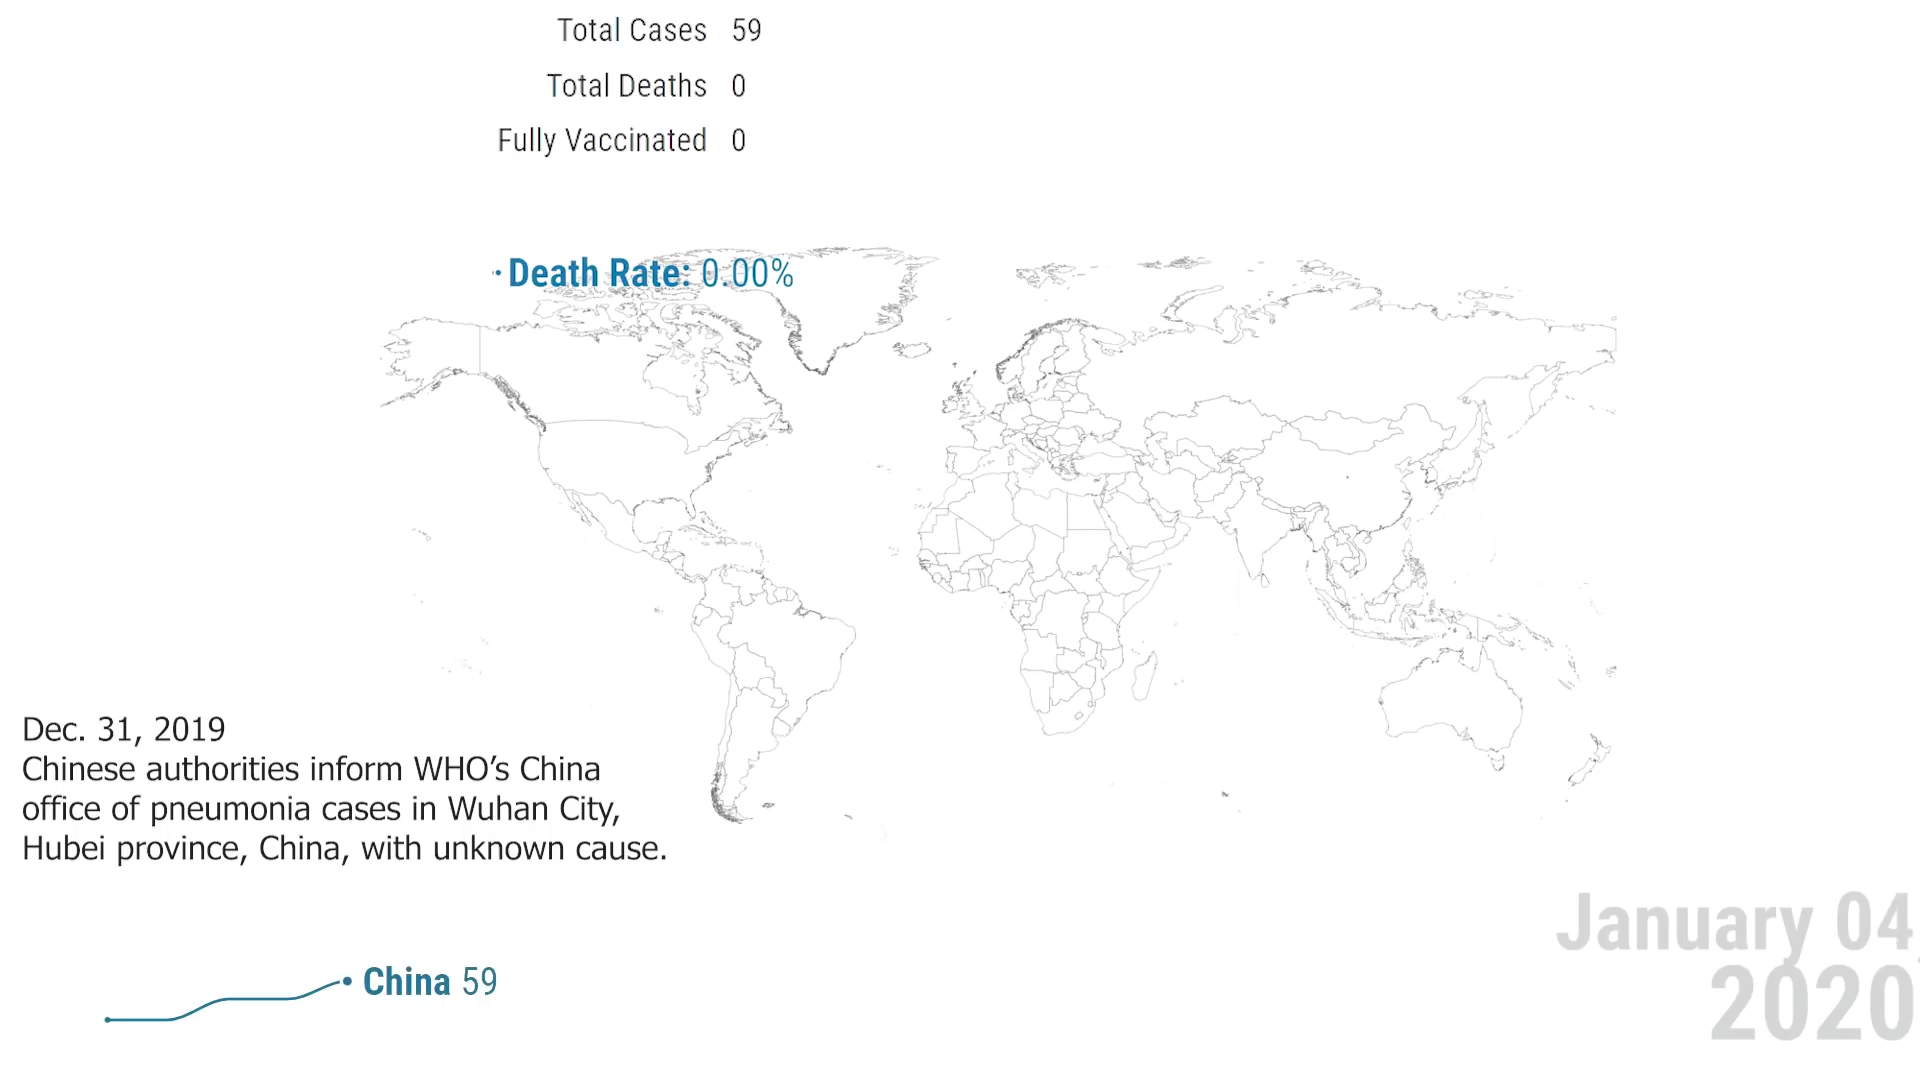 Total Cases 59
Total Deaths 0
Fully Vaccinated 0
Death Rate: 0.00%
Dec. 31, 2019
Chinese authorities inform WHO’s China
office of pneumonia cases in Wuhan City,
Hubei province, China, with unknown cause.
China 59
January 04,
2020